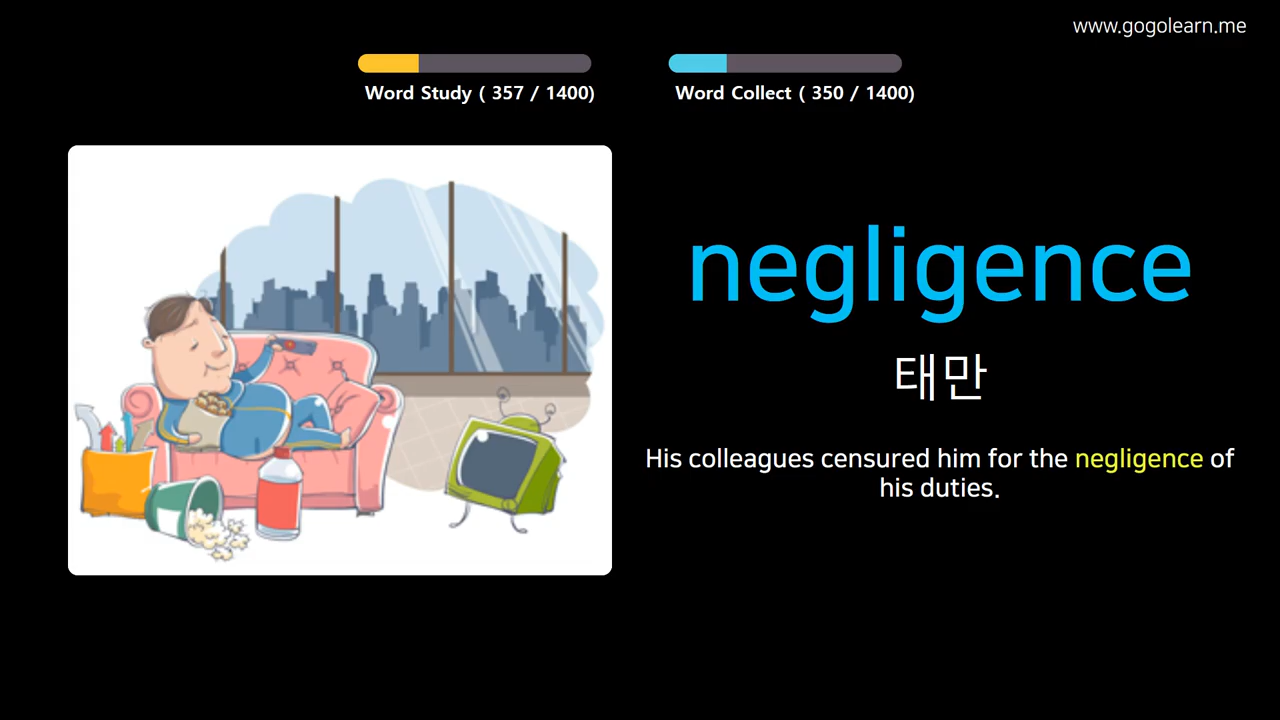 www.gogolearn.me
Word Study ( 357 / 1400)
Word Collect ( 350 / 1400)
negligence
태만
His colleagues censured him for the negligence of
his duties.